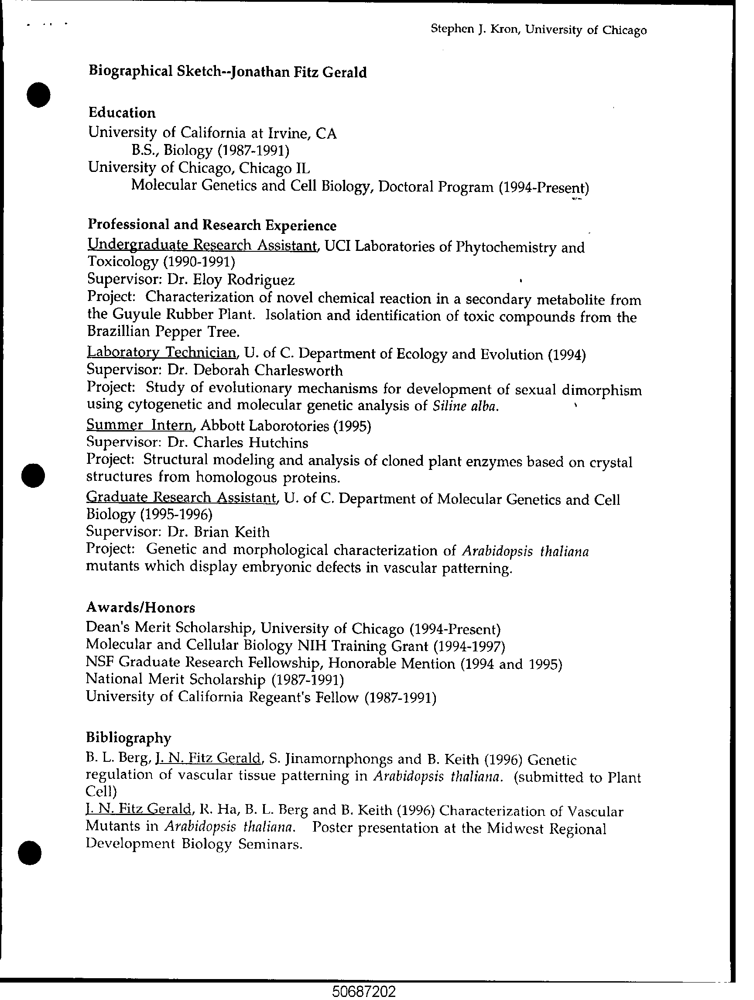 Stephen J. Kron, University of Chicago
Biographical Sketch--Jonathan Fitz Gerald
Education
University of California at Irvine, CA
B.S., Biology (1987-1991)
University of Chicago, Chicago IL
Molecular Genetics and Cell Biology, Doctoral Program (1994-Present)
Professional and Research Experience
Undergraduate Research Assistant, UCI Laboratories of Phytochemistry and
Toxicology (1990-1991)
Supervisor: Dr. Eloy Rodriguez
Project: Characterization of novel chemical reaction in a secondary metabolite from
the Guyule Rubber Plant. Isolation and identification of toxic compounds from the
Brazillian Pepper Tree.
Laboratory Technician, U. of C. Department of Ecology and Evolution (1994)
Supervisor: Dr. Deborah Charlesworth
Project: Study of evolutionary mechanisms for development of sexual dimorphism
using cytogenetic and molecular genetic analysis of Siline alba.
Summer Intern, Abbott Laborotories (1995)
Supervisor: Dr. Charles Hutchins
Project: Structural modeling and analysis of cloned plant enzymes based on crystal
structures from homologous proteins.
Graduate Research Assistant, U. of C. Department of Molecular Genetics and Cell
Biology (1995-1996)
Supervisor: Dr. Brian Keith
Project: Genetic and morphological characterization of Arabidopsis thaliana
mutants which display embryonic defects in vascular patterning.
Awards/Honors
Dean's Merit Scholarship, University of Chicago (1994-Present)
Molecular and Cellular Biology NIH Training Grant (1994-1997)
NSF Graduate Research Fellowship, Honorable Mention (1994 and 1995)
National Merit Scholarship (1987-1991)
University of California Regeant's Fellow (1987-1991)
Bibliography
B. L. Berg, J. N. Fitz Gerald, S. Jinamornphongs and B. Keith (1996) Genetic
regulation of vascular tissue patterning in Arabidopsis thaliana. (submitted to Plant
Cell)
J. N. Fitz Gerald, R. Ha, B. L. Berg and B. Keith (1996) Characterization of Vascular
Mutants in Arabidopsis thaliana. Poster presentation at the Midwest Regional
Development Biology Seminars.
50687202